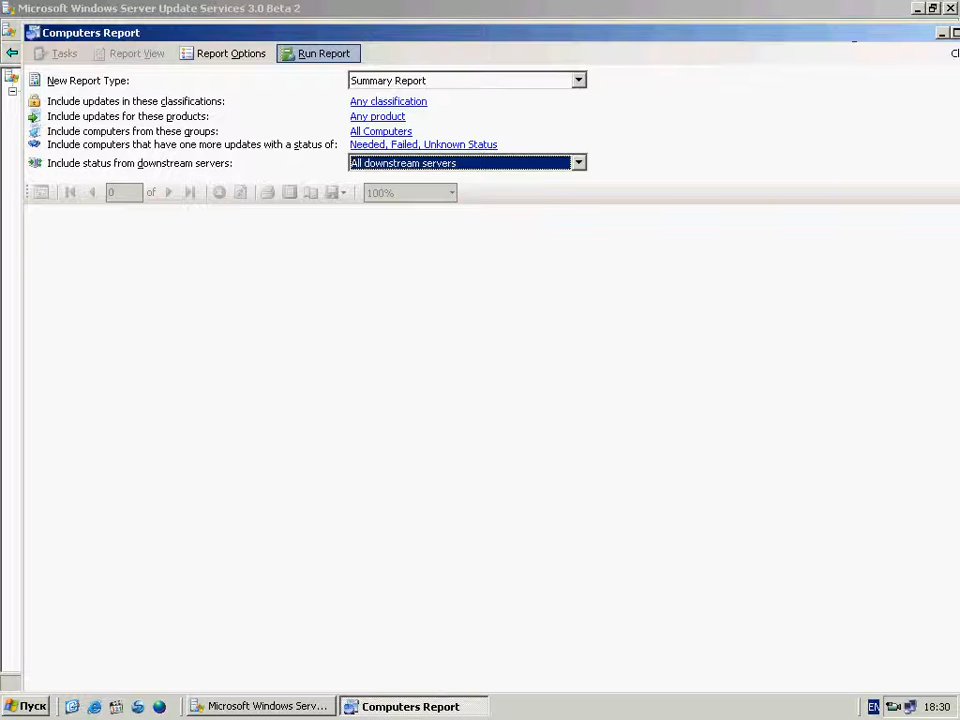 Microsoft Windows Server Update Services 3.0 Beta 2
Computers Report
Tasks Report View Report Options Run Report Cl
New Report Type: Summary Report
Include updates in these classifications: Any classification
Include updates for these products: Any product
Include computers from these groups: All Computers
Include computers that have one more updates with a status of: Needed, Failed, Unknown Status
Include status from downstream servers: All downstream servers
0 of 100%
Пуск Microsoft Windows Serv... Computers Report EN 18:30